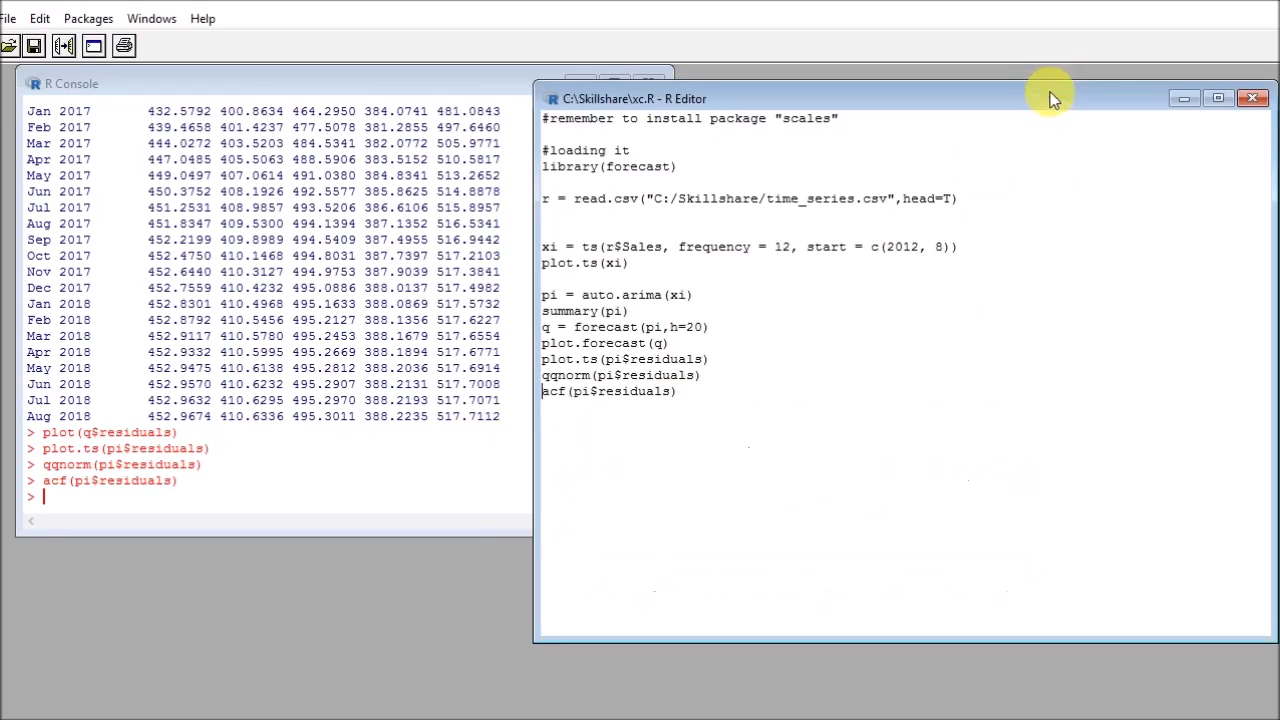 File Edit Packages Windows Help
R Console
Jan 2017 432.5792 400.8634 464.2950 384.0741 481.0843
Feb 2017 439.4658 401.4237 477.5078 381.2855 497.6460
Mar 2017 444.0272 403.5203 484.5341 382.0772 505.9771
Apr 2017 447.0485 405.5063 488.5906 383.5152 510.5817
May 2017 449.0497 407.0614 491.0380 384.8341 513.2652
Jun 2017 450.3752 408.1926 492.5577 385.8625 514.8878
Jul 2017 451.2531 408.9857 493.5206 386.6106 515.8957
Aug 2017 451.8347 409.5300 494.1394 387.1352 516.5341
Sep 2017 452.2199 409.8989 494.5409 387.4955 516.9442
Oct 2017 452.4750 410.1468 494.8031 387.7397 517.2103
Nov 2017 452.6440 410.3127 494.9753 387.9039 517.3841
Dec 2017 452.7559 410.4232 495.0886 388.0137 517.4982
Jan 2018 452.8301 410.4968 495.1633 388.0869 517.5732
Feb 2018 452.8792 410.5456 495.2127 388.1356 517.6227
Mar 2018 452.9117 410.5780 495.2453 388.1679 517.6554
Apr 2018 452.9332 410.5995 495.2669 388.1894 517.6771
May 2018 452.9475 410.6138 495.2812 388.2036 517.6914
Jun 2018 452.9570 410.6232 495.2907 388.2131 517.7008
Jul 2018 452.9632 410.6295 495.2970 388.2193 517.7071
Aug 2018 452.9674 410.6336 495.3011 388.2235 517.7112
> plot(q$residuals)
> plot.ts(pi$residuals)
> qqnorm(pi$residuals)
> acf(pi$residuals)
>
C:\Skillshare\xc.R - R Editor
#remember to install package "scales"
#loading it
library(forecast)
r = read.csv("C:/Skillshare/time_series.csv",head=T)
xi = ts(r$Sales, frequency = 12, start = c(2012, 8))
plot.ts(xi)
pi = auto.arima(xi)
summary(pi)
q = forecast(pi,h=20)
plot.forecast(q)
plot.ts(pi$residuals)
qqnorm(pi$residuals)
acf(pi$residuals)